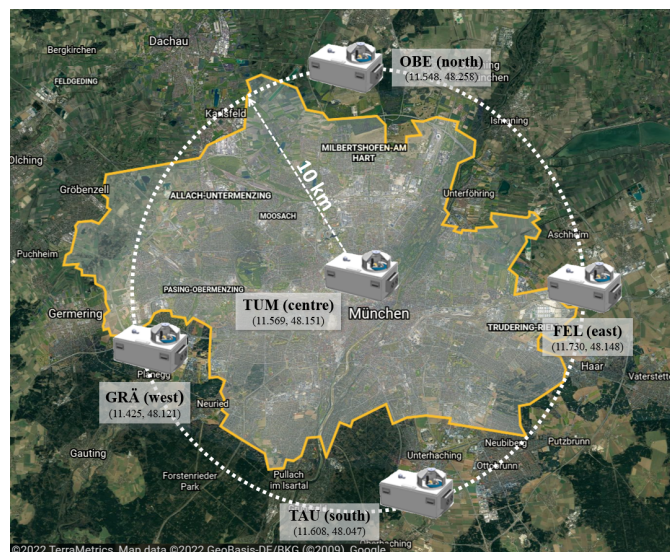 Bergkirchen
Dachau
OBE (north)
(11.548, 48.258)
FELDGEDING
Karlsfeld
Ismaning
Olching
MILBERTSHOFEN-AM
HART
10 km
Gröbenzell
ALLACH-UNTERMENZING
Unterföhring
MOOSACH
Puchheim
Aschheim
PASING-OBERMENZING
TUM (centre)
(11.569, 48.151)
München
Germering
TRUDERING-RIE
FEL (east)
(11.730, 48.148)
Planegg
Haar
Vaterstette
GRÄ (west)
(11.425, 48.121)
Neuried
Gauting
Neubiberg
Putzbrunn
Unterhaching
Ottobrunn
Forstenrieder
Park
Pullach
im Isartal
TAU (south)
(11.608, 48.047)
©2022 TerraMetrics, Map data ©2022 GeoBasis-DE/BKG (©2009), Google